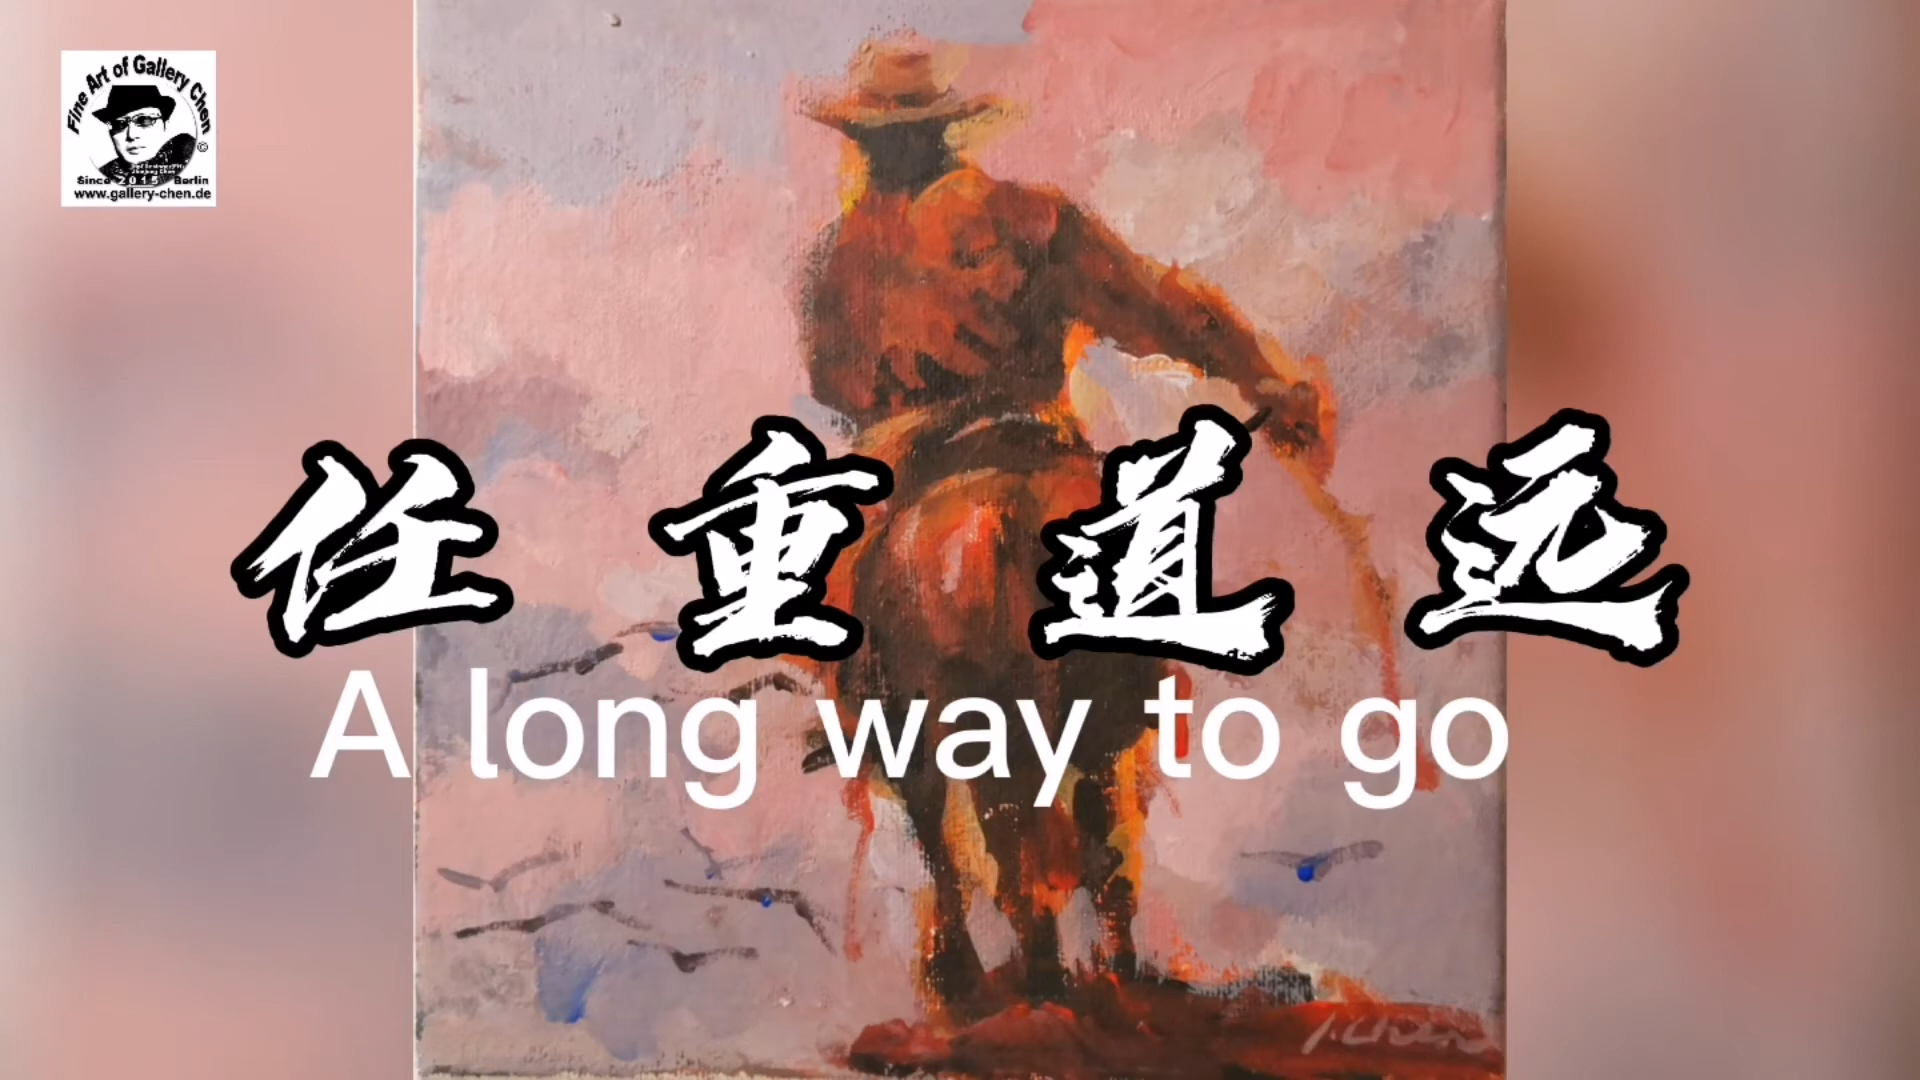 Fine Art of Gallery Chen
©
Since 2015 Berlin
www.gallery-chen.de
任重道远
A long way to go
J.Chen